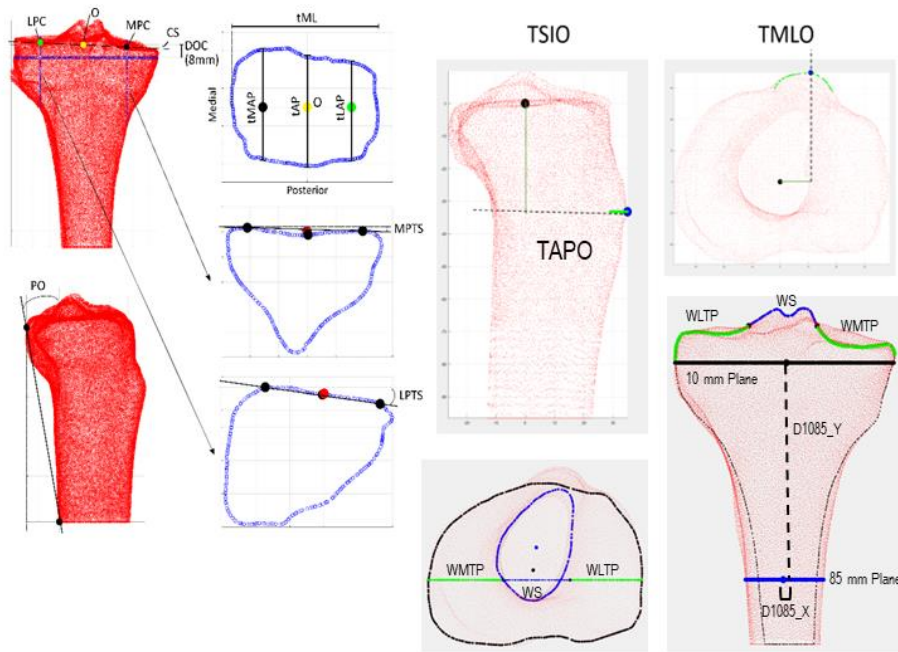 LPC
O
MPC
CS
DOC
(8mm)
tML
Medial
tMAP
tAP
O
tLAP
Posterior
MPTS
PO
LPTS
TSIO
TAPO
TMLO
WMTP
WS
WLTP
WLTP
WS
WMTP
10 mm Plane
D1085_Y
85 mm Plane
D1085_X